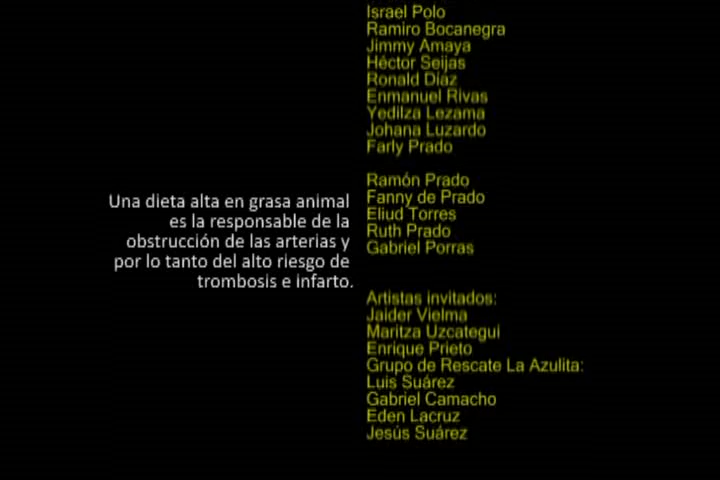 Israel Polo
Ramiro Bocanegra
Jimmy Amaya
Héctor Seijas
Ronald Díaz
Enmanuel Rivas
Yedilza Lezama
Johana Luzardo
Farly Prado
Ramón Prado
Fanny de Prado
Eliud Torres
Ruth Prado
Gabriel Porras
Una dieta alta en grasa animal
es la responsable de la
obstrucción de las arterias y
por lo tanto del alto riesgo de
trombosis e infarto.
Artistas invitados:
Jaider Vielma
Maritza Uzcategui
Enrique Prieto
Grupo de Rescate La Azulita:
Luis Suárez
Gabriel Camacho
Eden Lacruz
Jesús Suárez